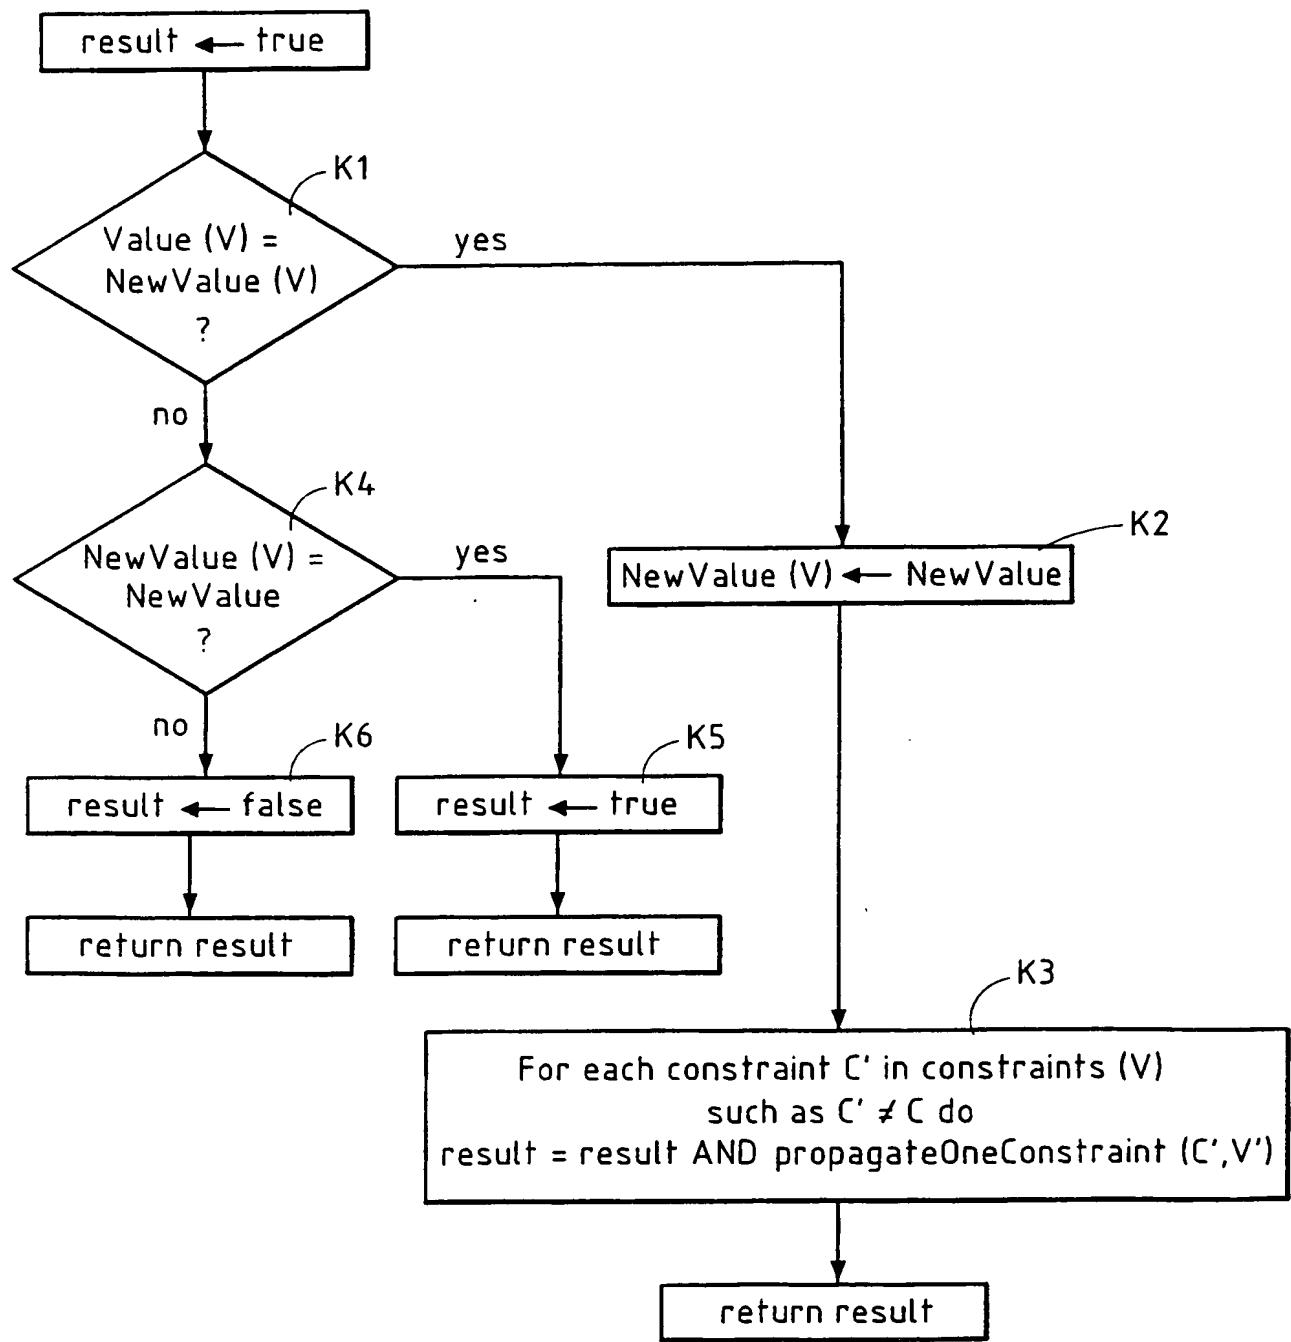 result ← true
K1
Value (V) =
NewValue (V)
?
yes
no
K4
NewValue (V) =
NewValue
?
yes
K2
NewValue (V) ← NewValue
no
K6
result ← false
K5
result ← true
return result
return result
K3
For each constraint C' in constraints (V)
such as C' ≠ C do
result = result AND propagateOneConstraint (C',V')
return result